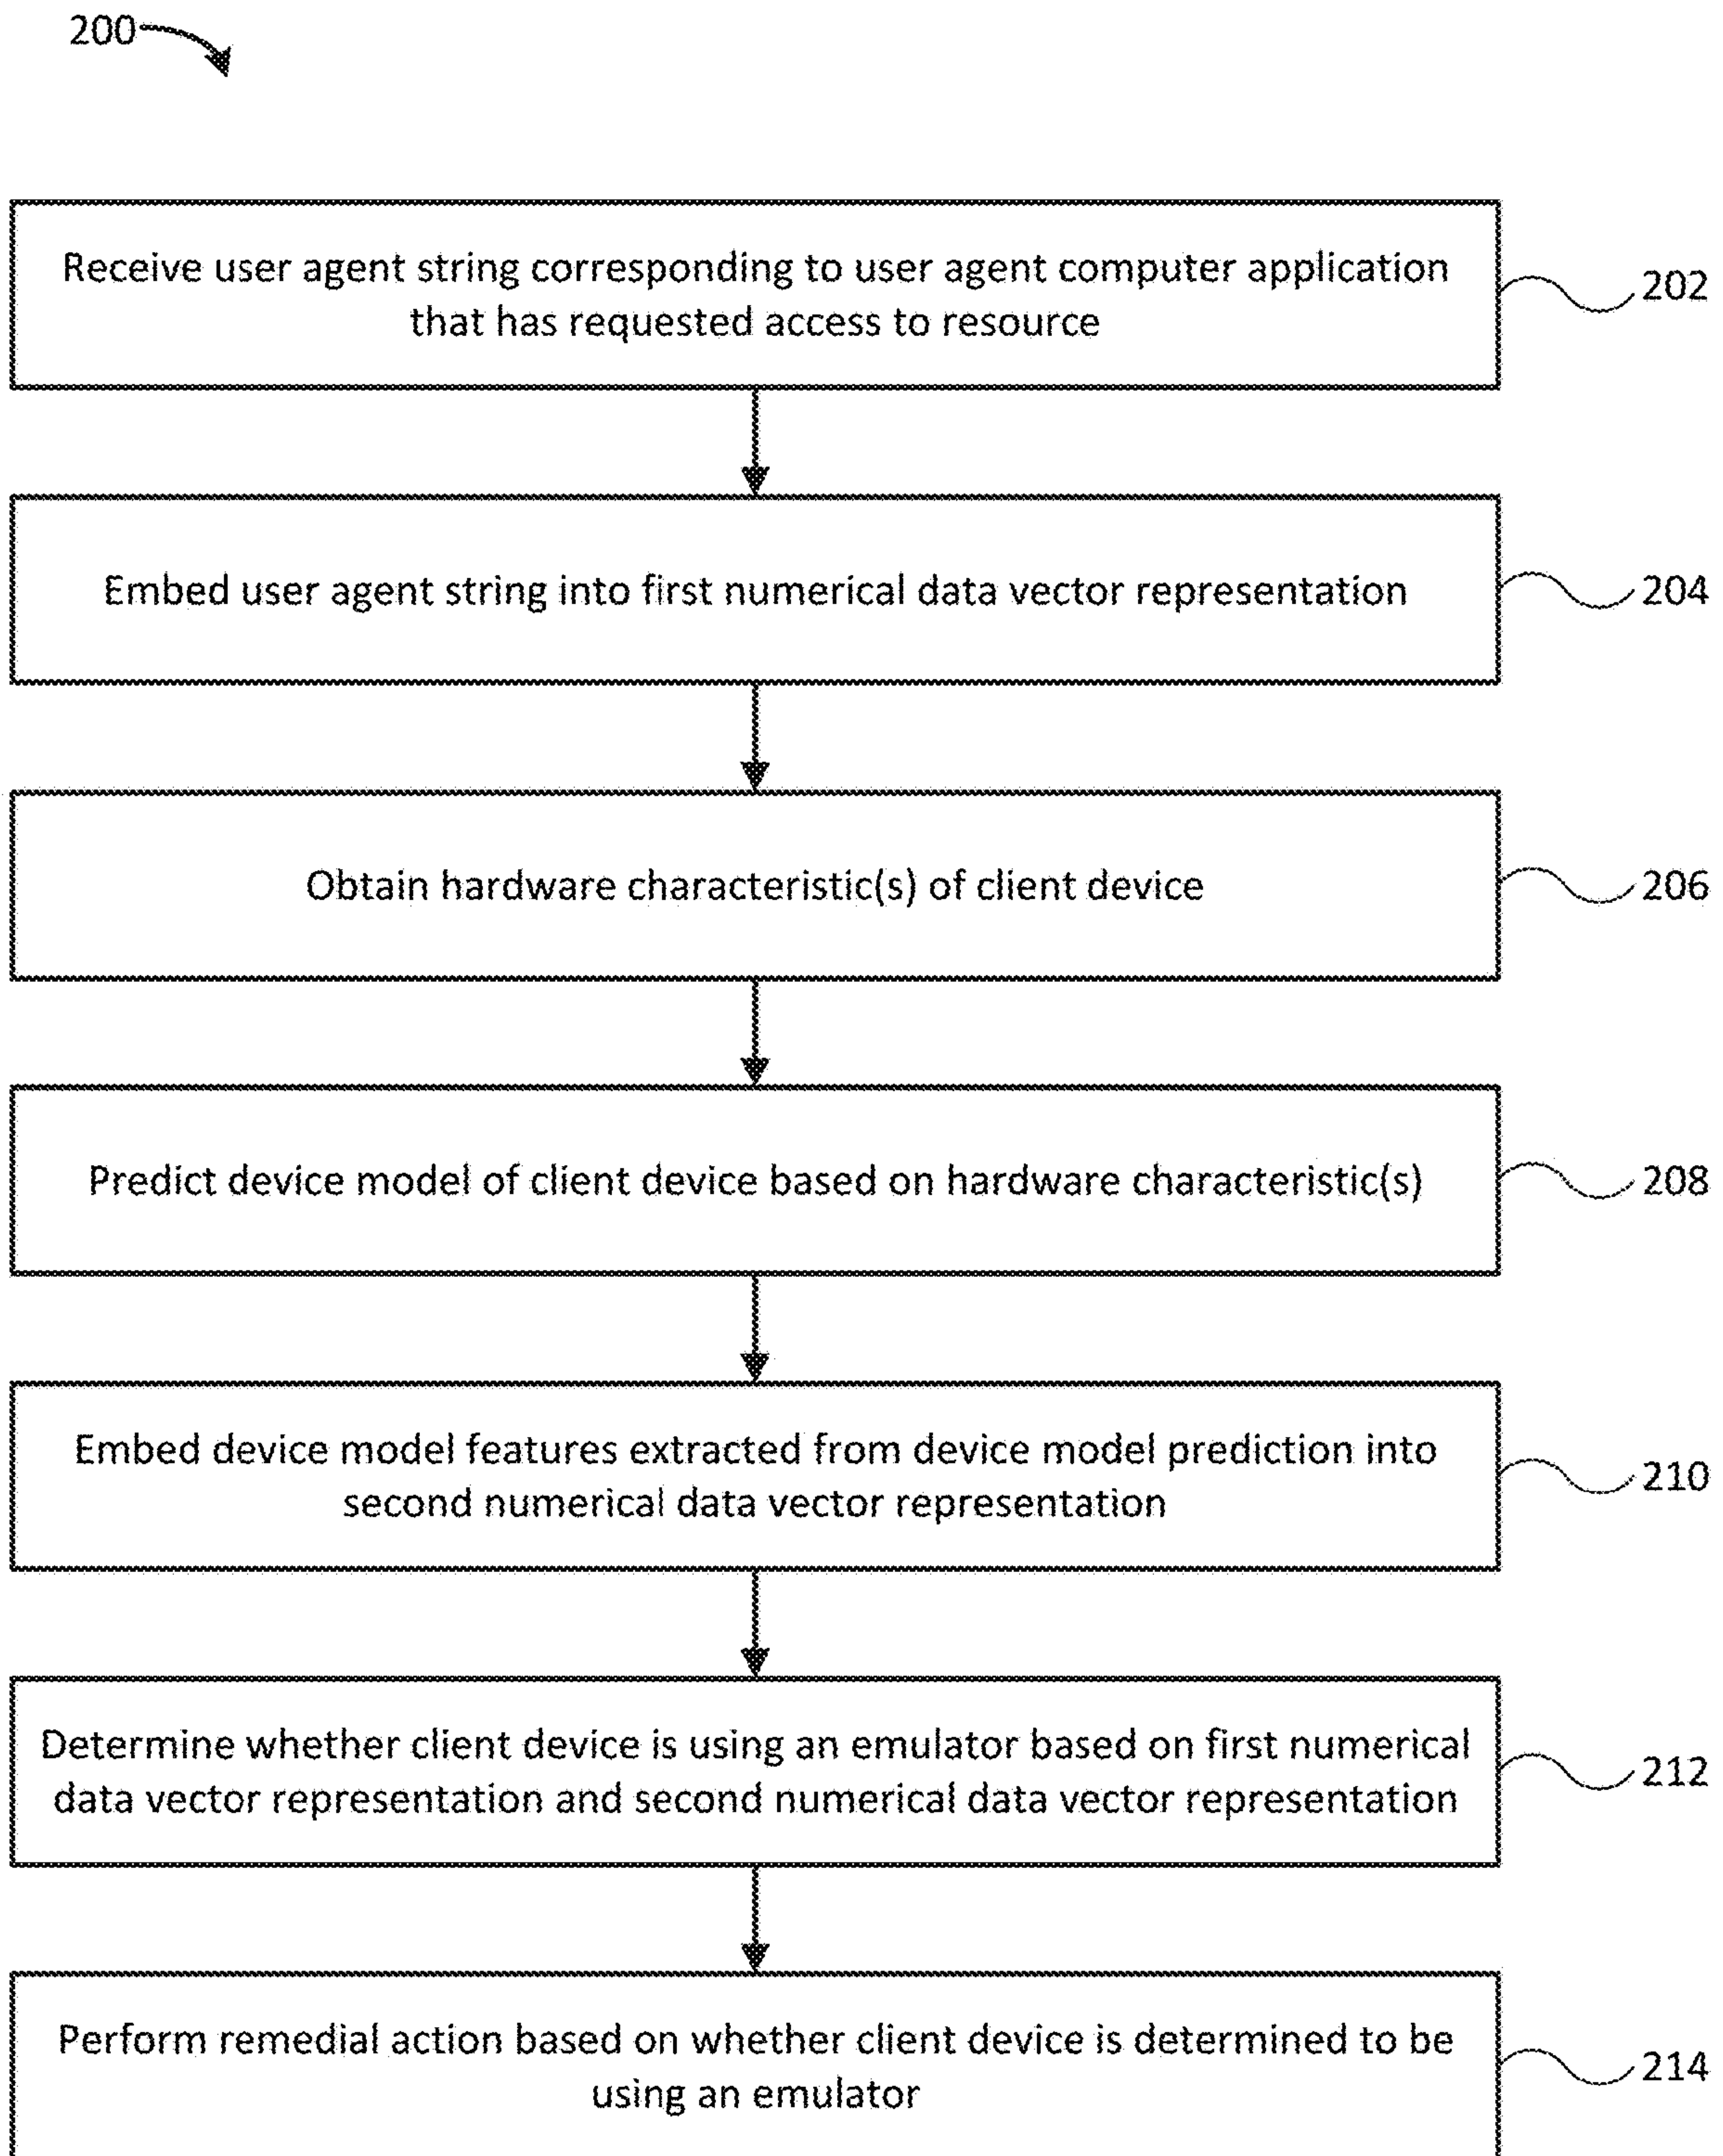 200
Receive user agent string corresponding to user agent computer application
that has requested access to resource
202
Embed user agent string into first numerical data vector representation
204
Obtain hardware characteristic(s) of client device
206
Predict device model of client device based on hardware characteristic(s)
208
Embed device model features extracted from device model prediction into
second numerical data vector representation
210
Determine whether client device is using an emulator based on first numerical
data vector representation and second numerical data vector representation
212
Perform remedial action based on whether client device is determined to be
using an emulator
214